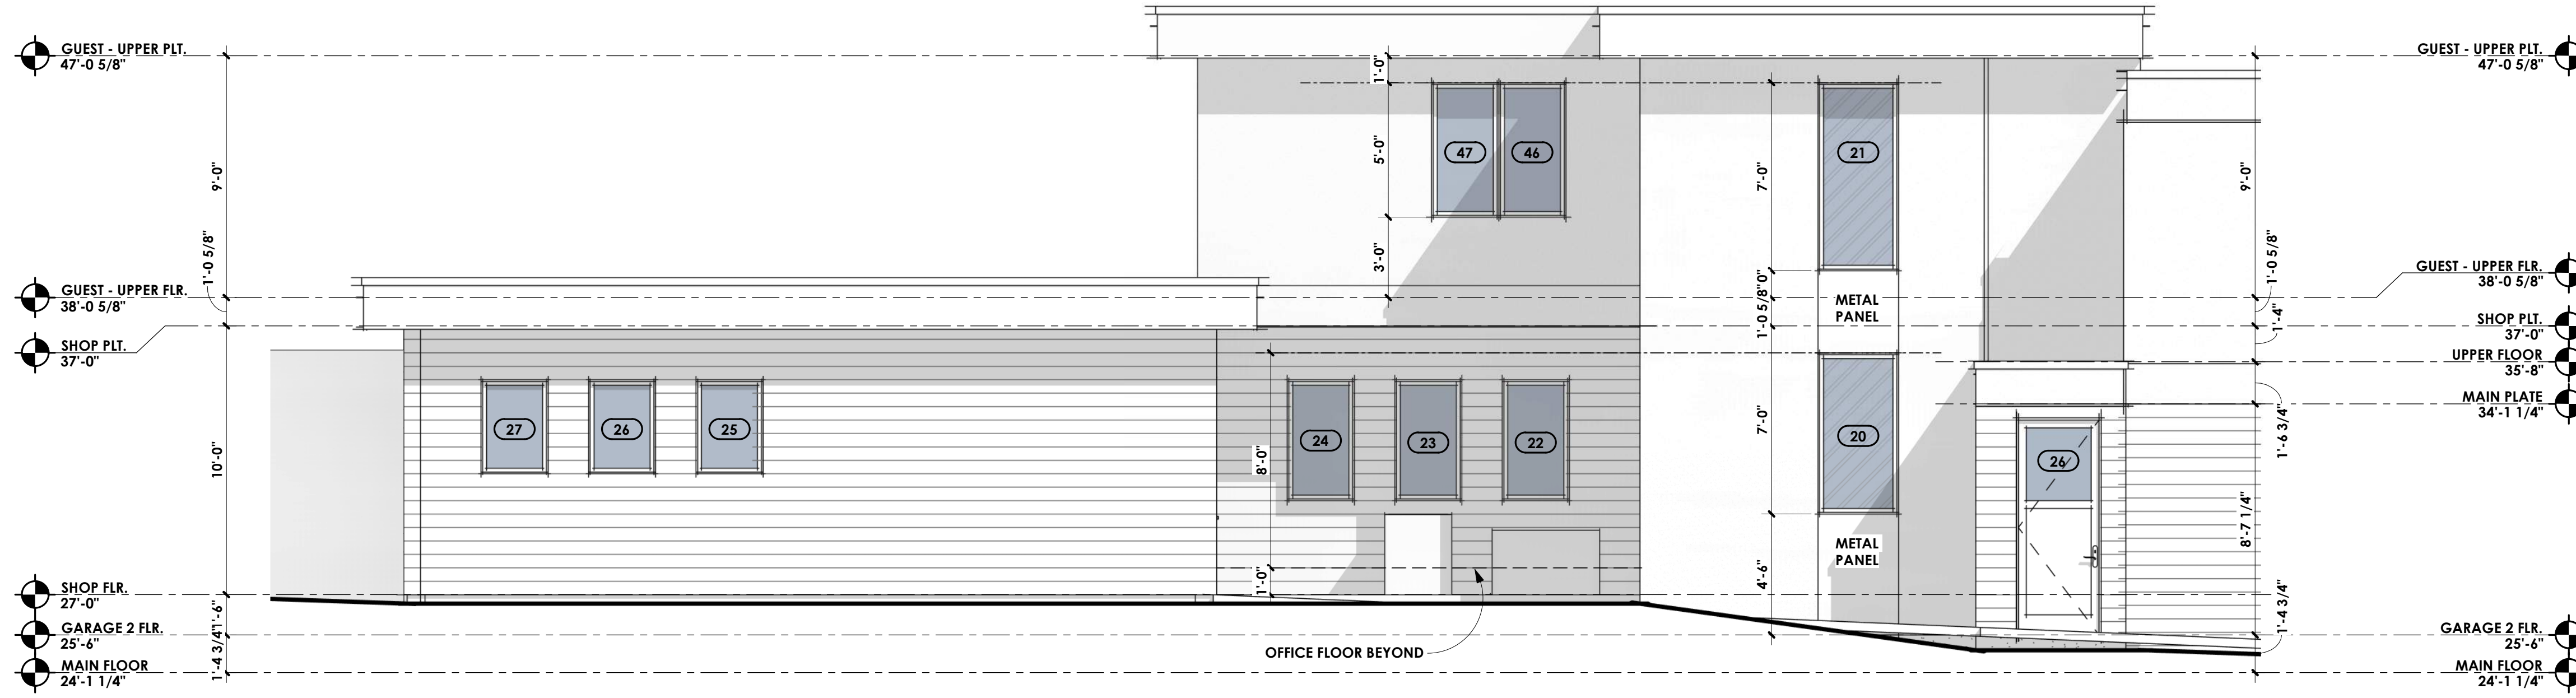 GUEST - UPPER PLT.
47'-0 5/8"
GUEST - UPPER PLT.
47'-0 5/8"
1'-0"
47
46
21
5'-0"
7'-0"
9'-0"
9'-0"
3'-0"
1'-0 5/8"
1'-0 5/8"
GUEST - UPPER FLR.
38'-0 5/8"
GUEST - UPPER FLR.
38'-0 5/8"
METAL
PANEL
1'-0 5/8"
1'-4"
SHOP PLT.
37'-0"
SHOP PLT.
37'-0"
UPPER FLOOR
35'-8"
MAIN PLATE
34'-1 1/4"
27
26
25
24
23
22
20
26
10'-0"
8'-0"
7'-0"
1'-6 3/4"
8'-7 1/4"
METAL
PANEL
1'-0"
4'-6"
SHOP FLR.
27'-0"
1'-6"
GARAGE 2 FLR.
25'-6"
1'-4 3/4"
MAIN FLOOR
24'-1 1/4"
OFFICE FLOOR BEYOND
1'-4 3/4"
GARAGE 2 FLR.
25'-6"
MAIN FLOOR
24'-1 1/4"